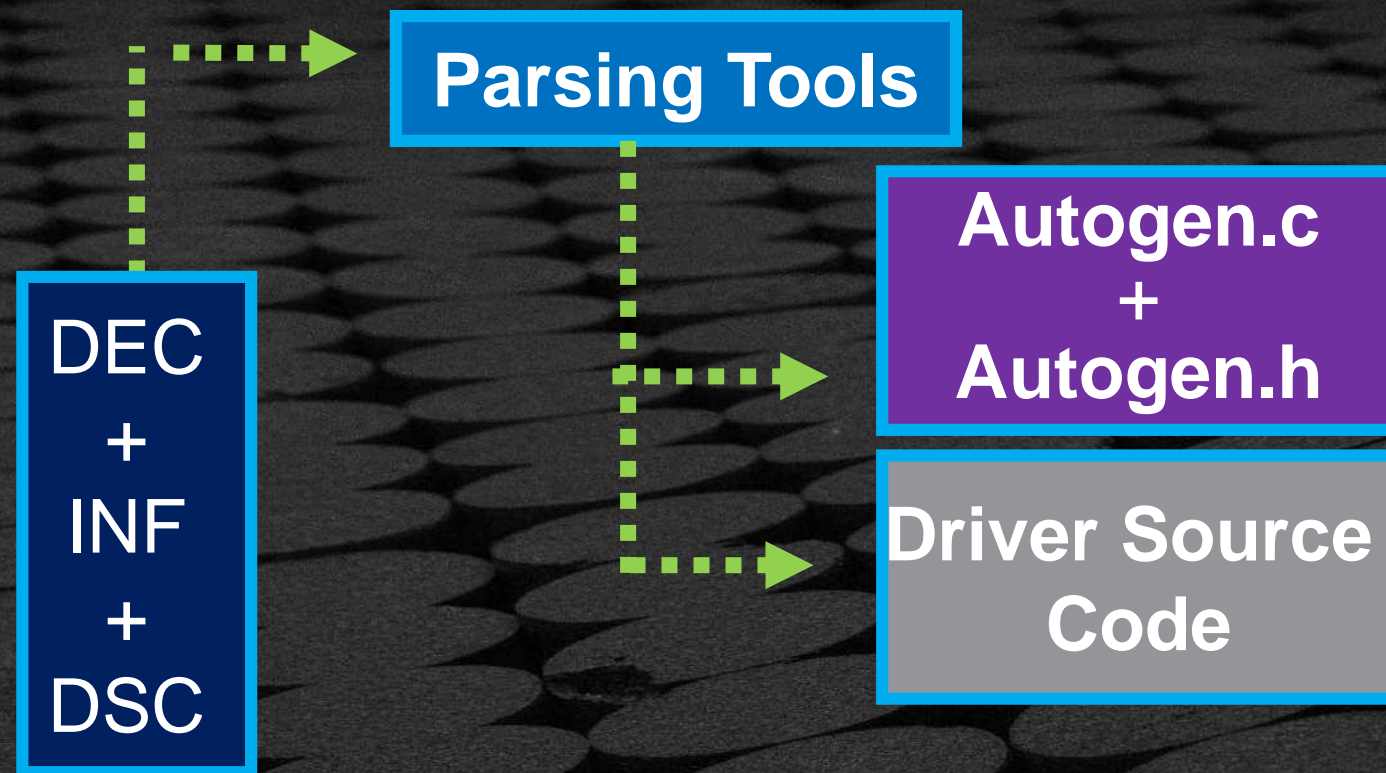 Parsing Tools
Autogen.c
+
Autogen.h
DEC
+
INF
+
DSC
Driver Source
Code